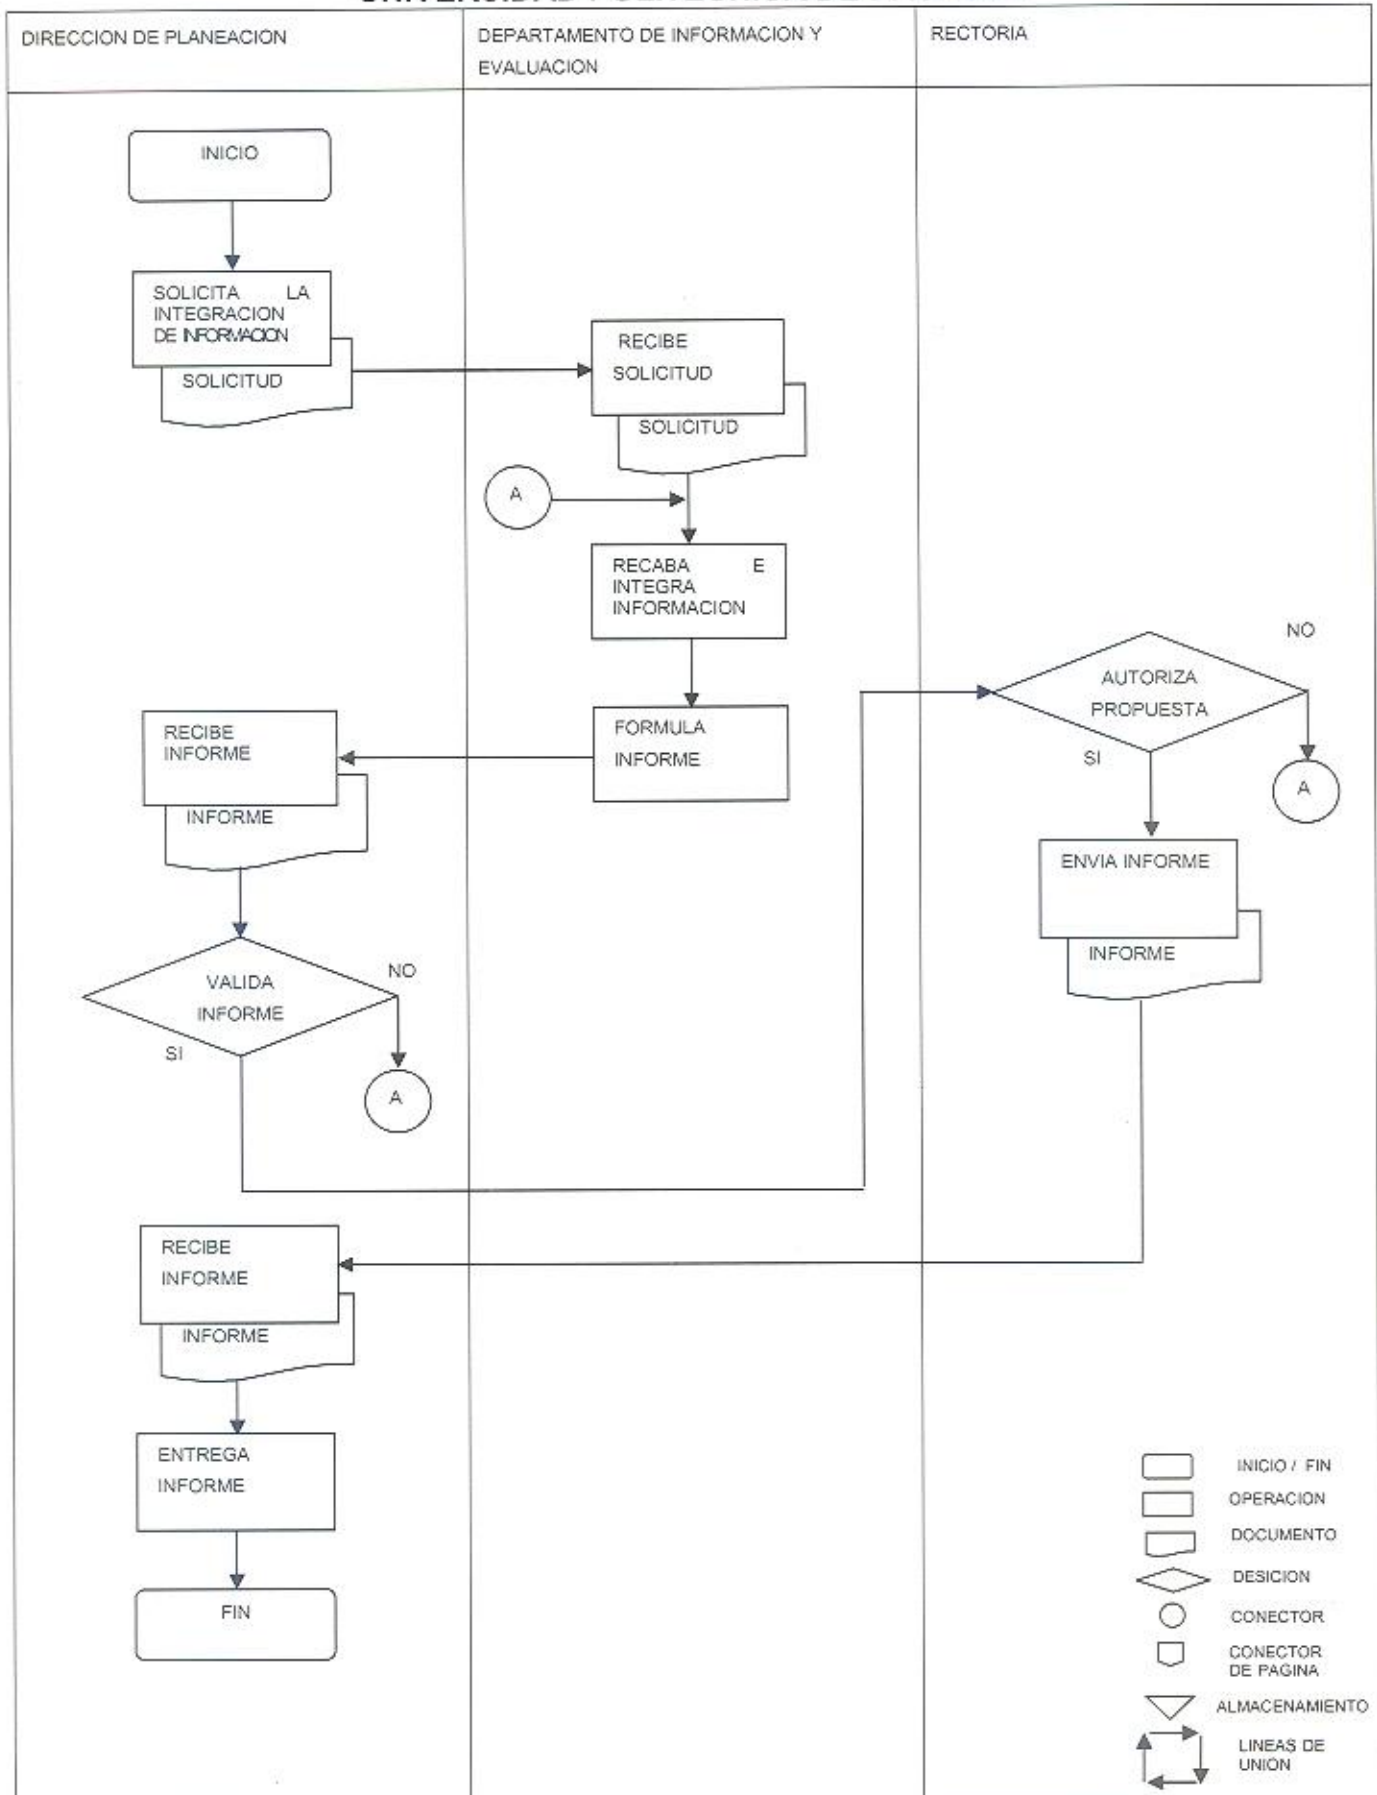 DIRECCION DE PLANEACION
DEPARTAMENTO DE INFORMACION Y
EVALUACION
RECTORIA
INICIO
SOLICITA LA
INTEGRACION
DE INFORMACION
SOLICITUD
RECIBE
SOLICITUD
SOLICITUD
A
RECABA E
INTEGRA
INFORMACION
FORMULA
INFORME
RECIBE
INFORME
INFORME
VALIDA
INFORME
NO
SI
A
AUTORIZA
PROPUESTA
NO
SI
A
ENVIA INFORME
INFORME
RECIBE
INFORME
INFORME
ENTREGA
INFORME
FIN
INICIO / FIN
OPERACION
DOCUMENTO
DESICION
CONECTOR
CONECTOR
DE PAGINA
ALMACENAMIENTO
LINEAS DE
UNION